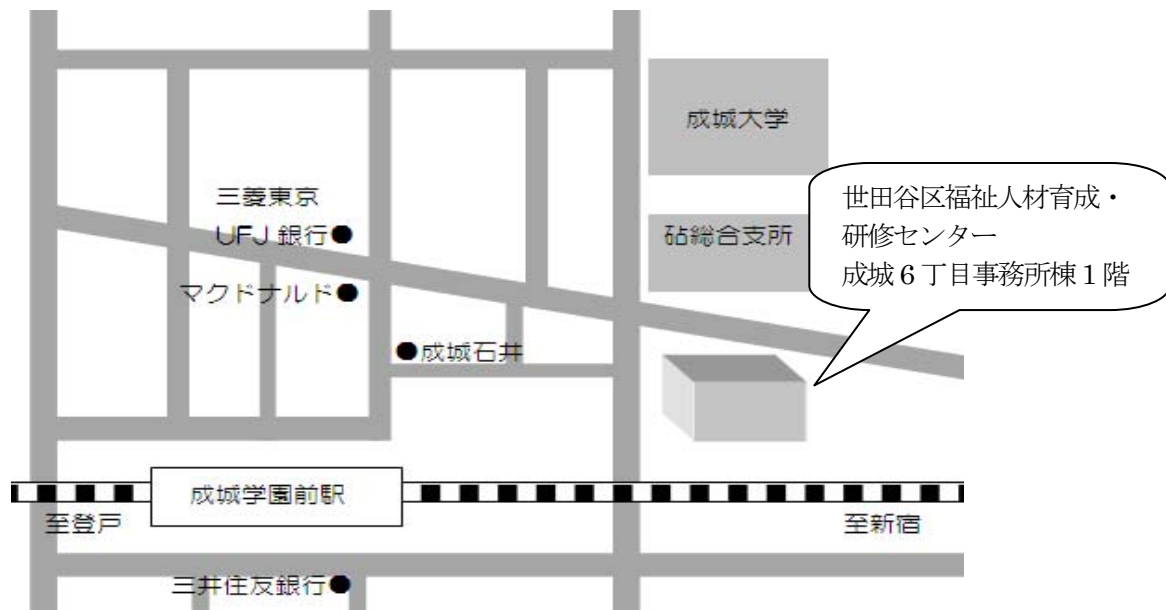 成城大学
世田谷区福祉人材育成・
研修センター
成城６丁目事務所棟１階
三菱東京
UFJ 銀行●
砧総合支所
マクドナルド●
●成城石井
成城学園前駅
至登戸
至新宿
三井住友銀行●